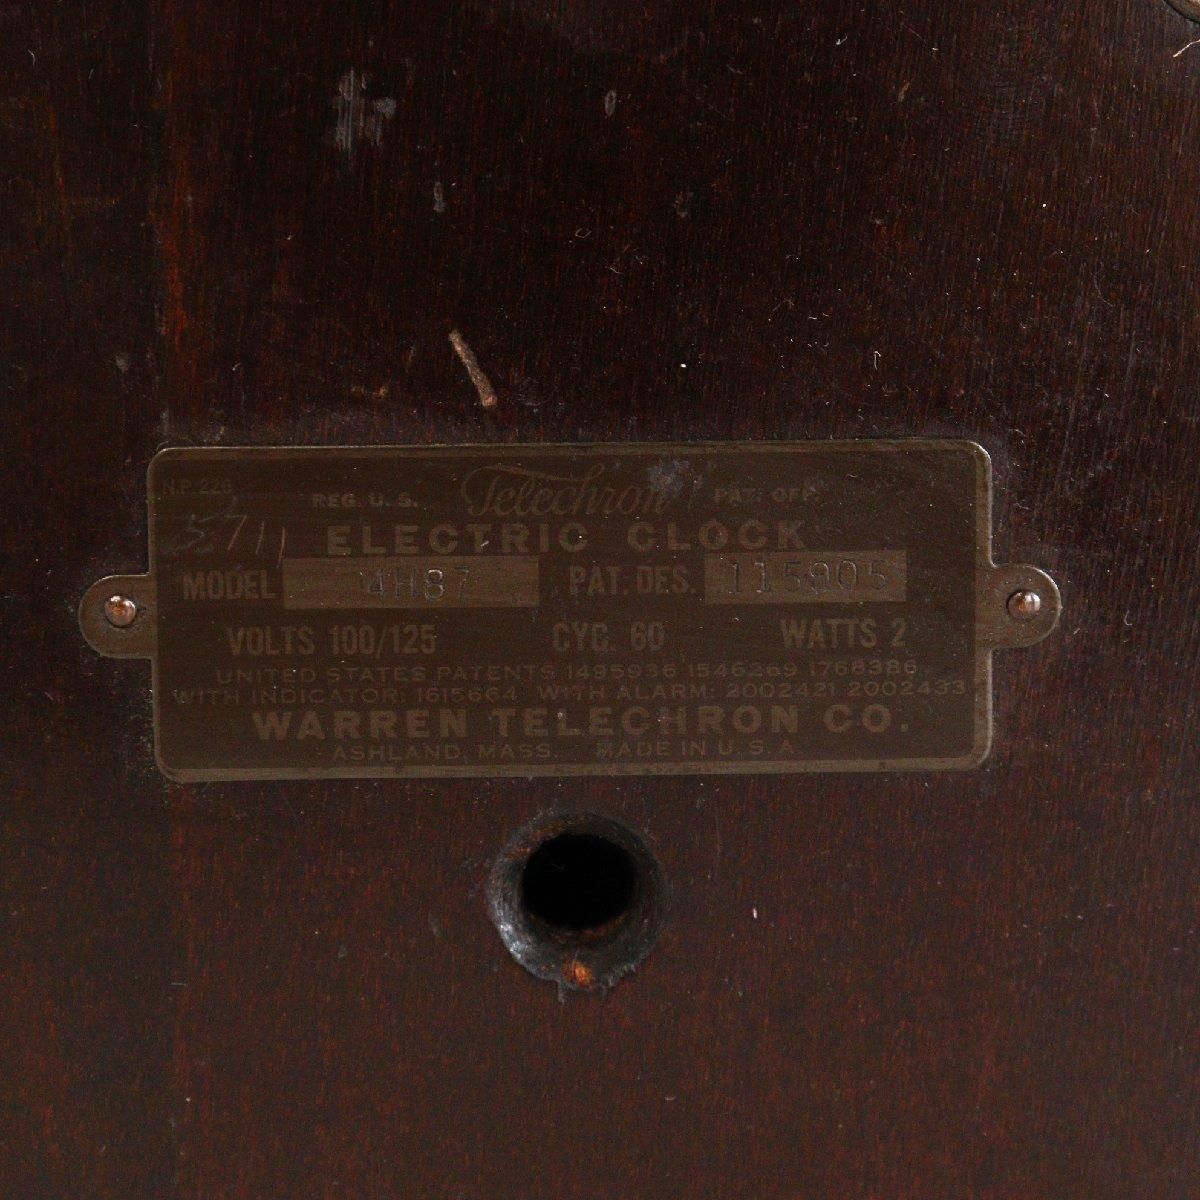 N.P. 226
REG. U. S. Telechron PAT. OFF.
5711
ELECTRIC CLOCK
MODEL 4H87 PAT. DES. 115905
VOLTS 100/125 CYC. 60 WATTS 2
UNITED STATES PATENTS 1495936 1546269 1768386
WITH INDICATOR: 1615664 WITH ALARM: 2002421 2002433
WARREN TELECHRON CO.
ASHLAND, MASS. MADE IN U. S. A.